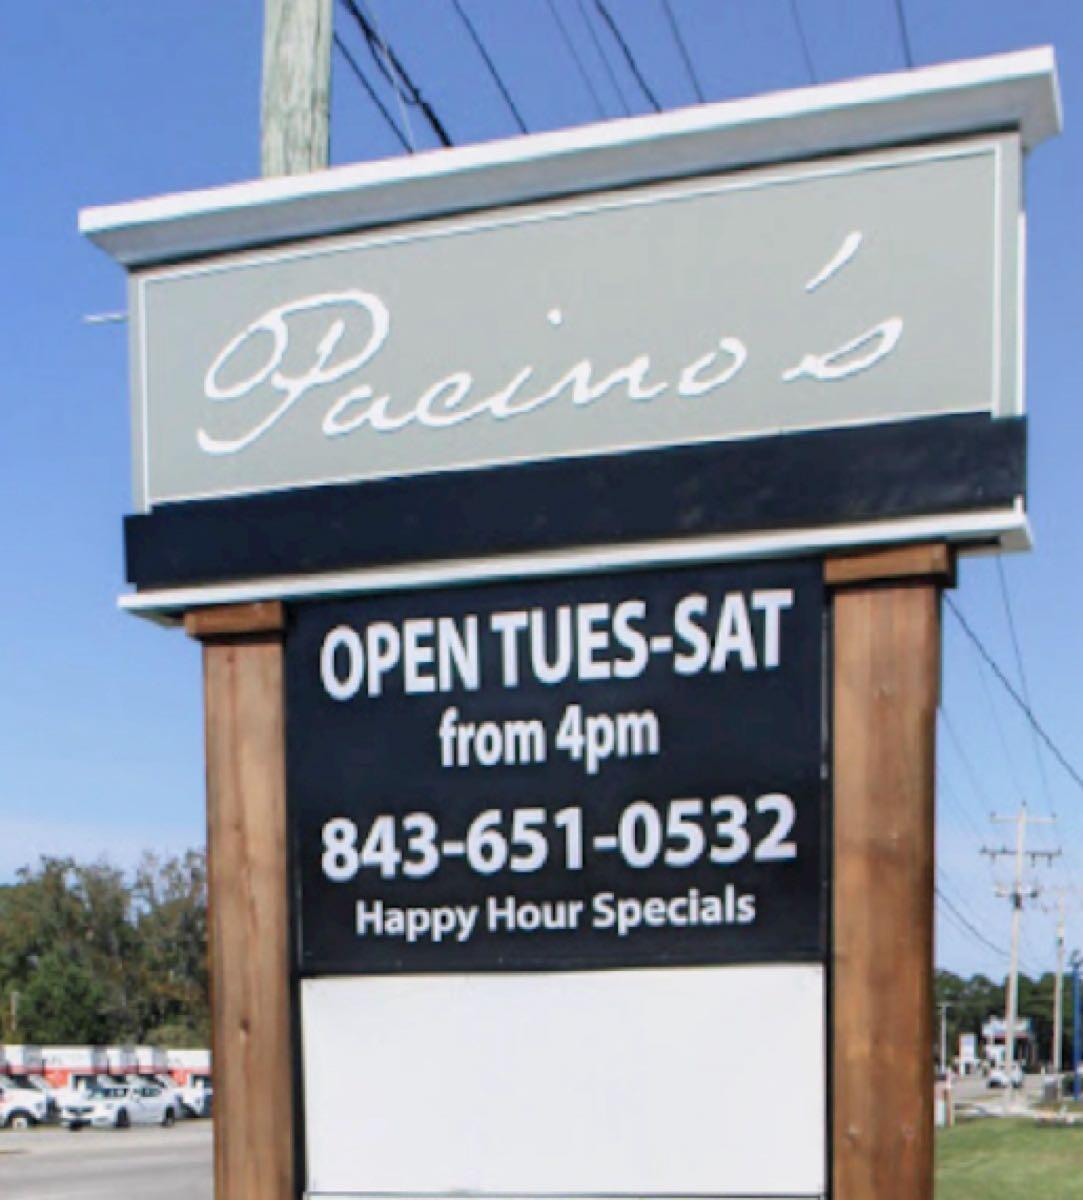 Pacino's
OPEN TUES-SAT
from 4pm
843-651-0532
Happy Hour Specials